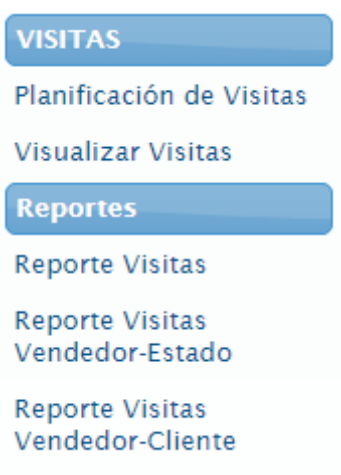 VISITAS
Planificación de Visitas
Visualizar Visitas
Reportes
Reporte Visitas
Reporte Visitas
Vendedor-Estado
Reporte Visitas
Vendedor-Cliente